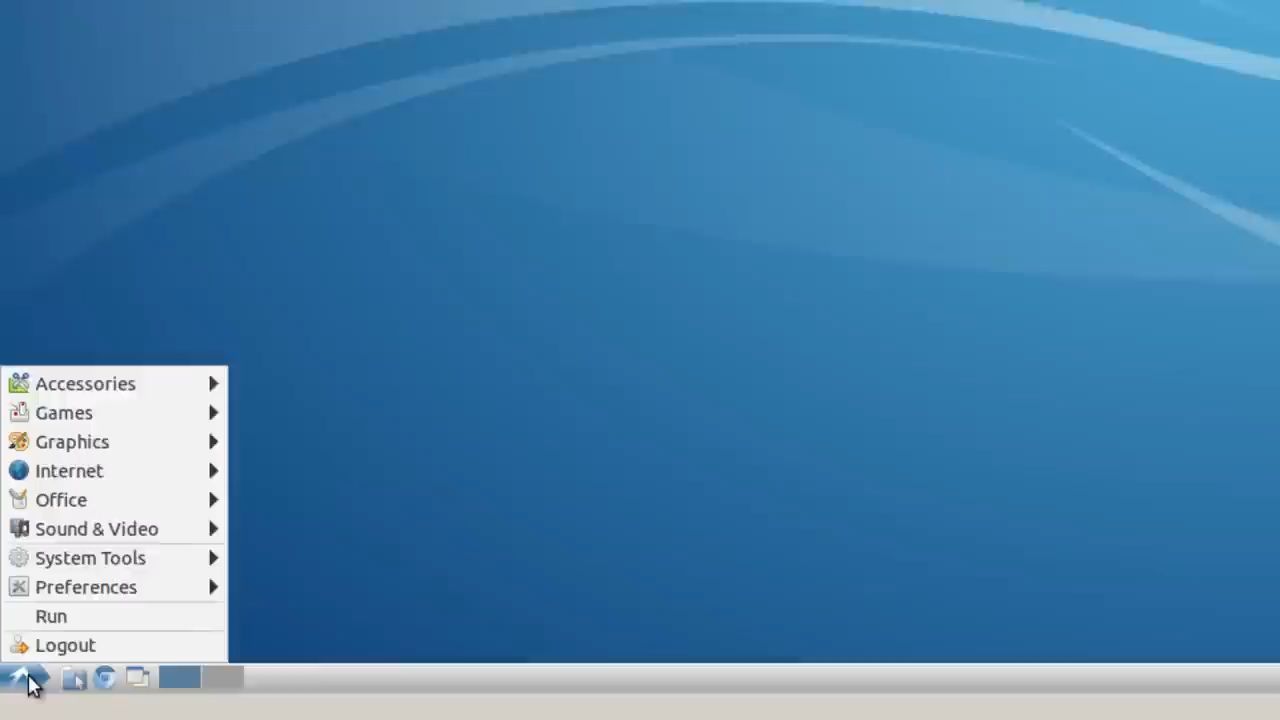 Accessories
Games
Graphics
Internet
Office
Sound & Video
System Tools
Preferences
Run
Logout